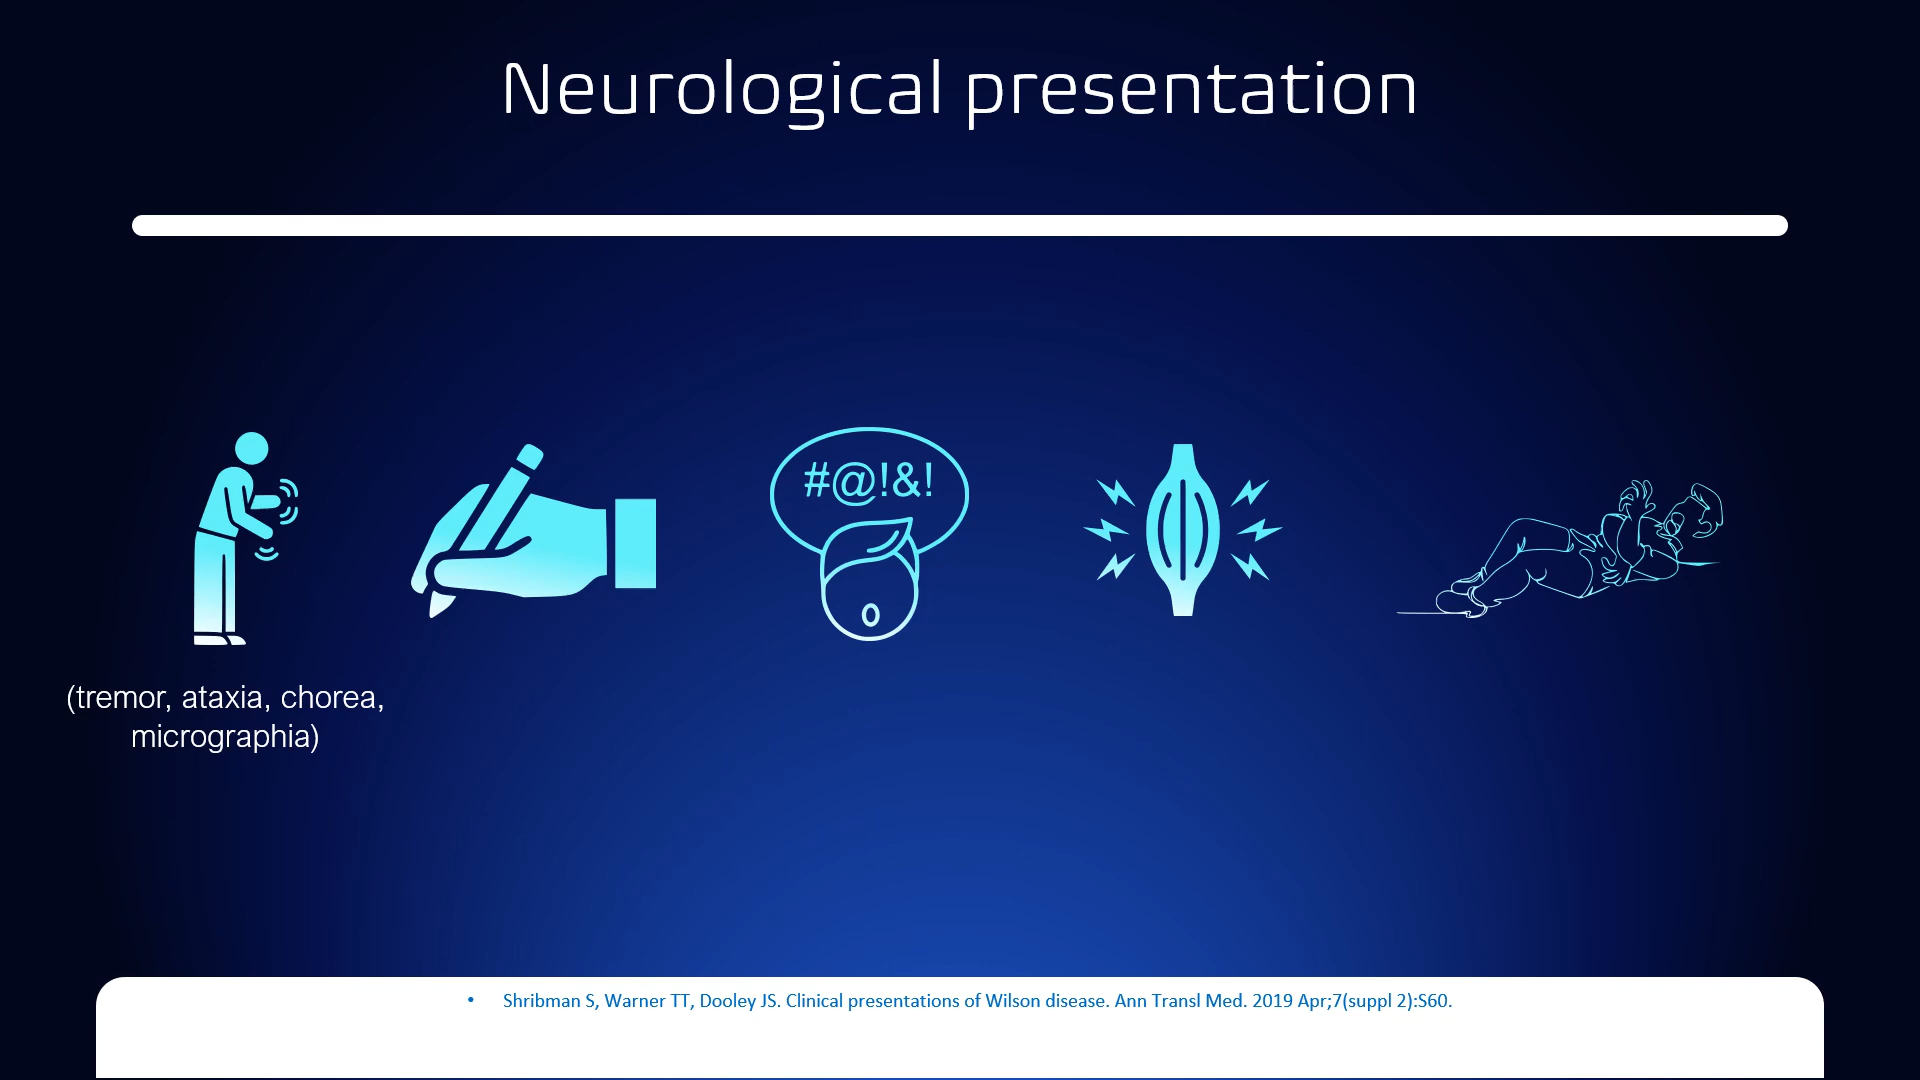 Neurological presentation
#@!&!
(tremor, ataxia, chorea,
micrographia)
• Shribman S, Warner TT, Dooley JS. Clinical presentations of Wilson disease. Ann Transl Med. 2019 Apr;7(suppl 2):S60.